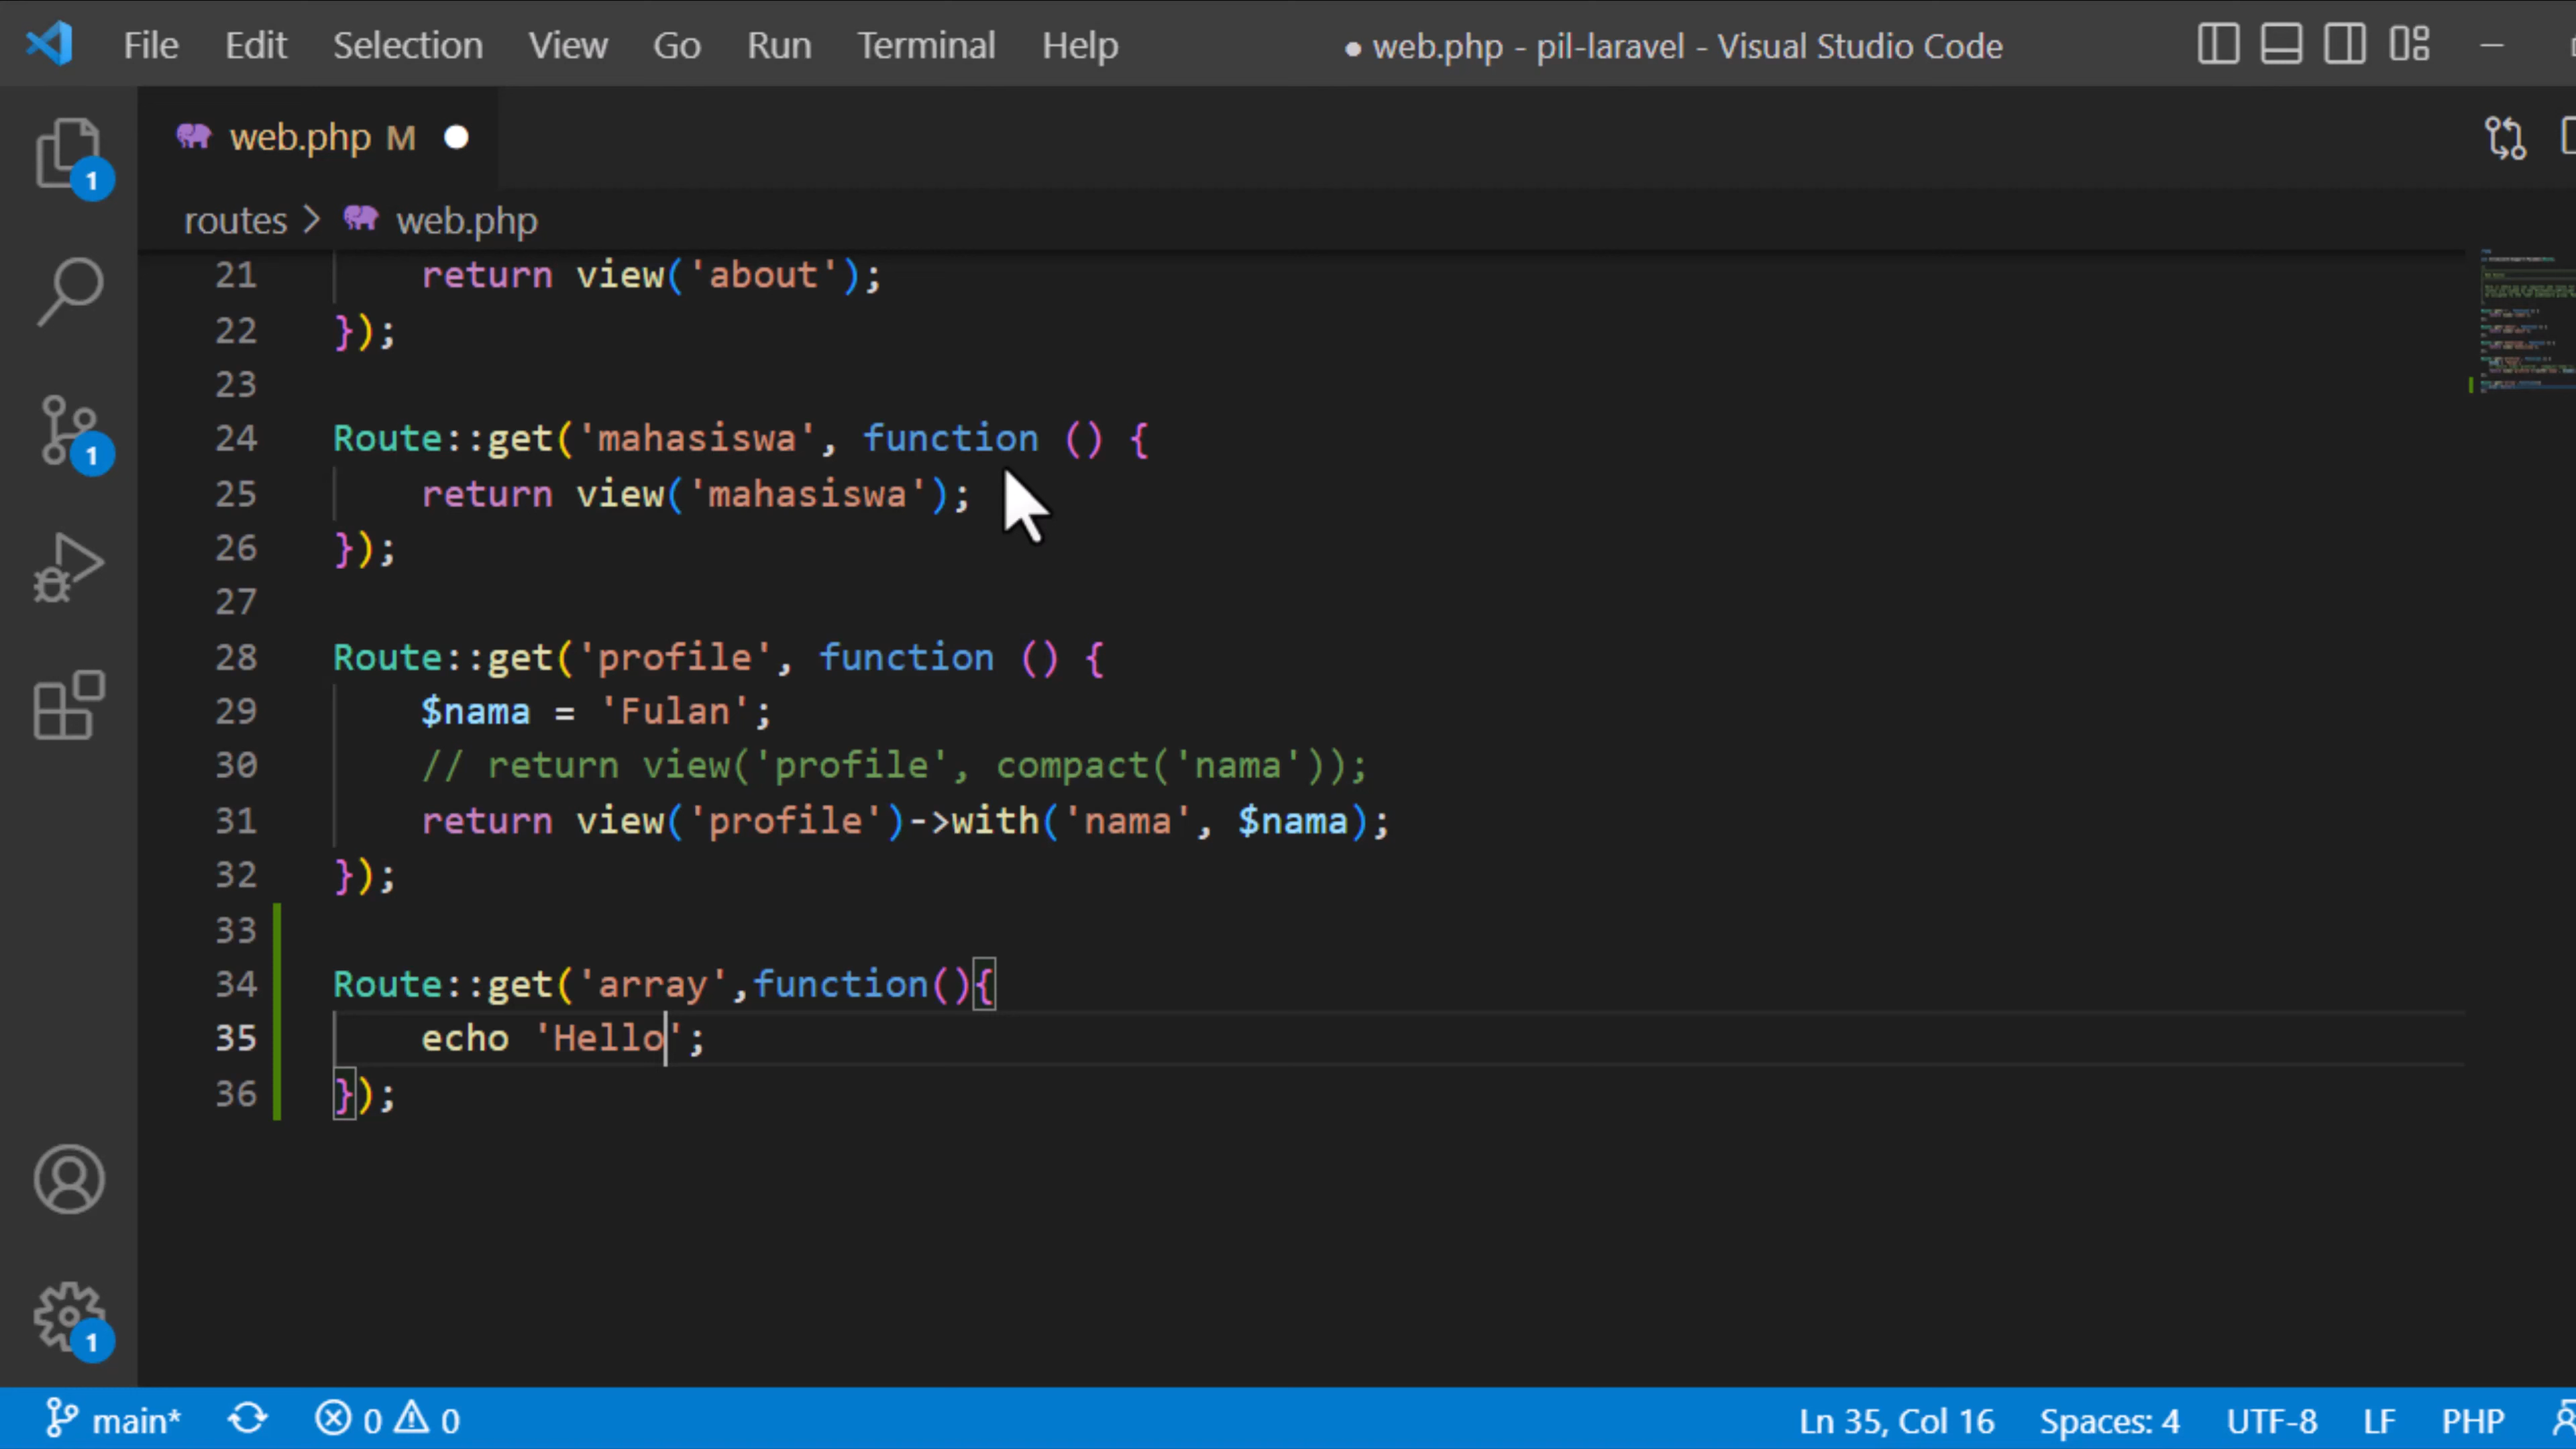 File Edit Selection View Go Run Terminal Help ● web.php - pil-laravel - Visual Studio Code
web.php M
routes > web.php
21 return view('about');
22 });
23
24 Route::get('mahasiswa', function () {
25 return view('mahasiswa');
26 });
27
28 Route::get('profile', function () {
29 $nama = 'Fulan';
30 // return view('profile', compact('nama'));
31 return view('profile')->with('nama', $nama);
32 });
33
34 Route::get('array',function(){
35 echo 'Hello';
36 });
1
1
1
main* 0 0 Ln 35, Col 16 Spaces: 4 UTF-8 LF PHP